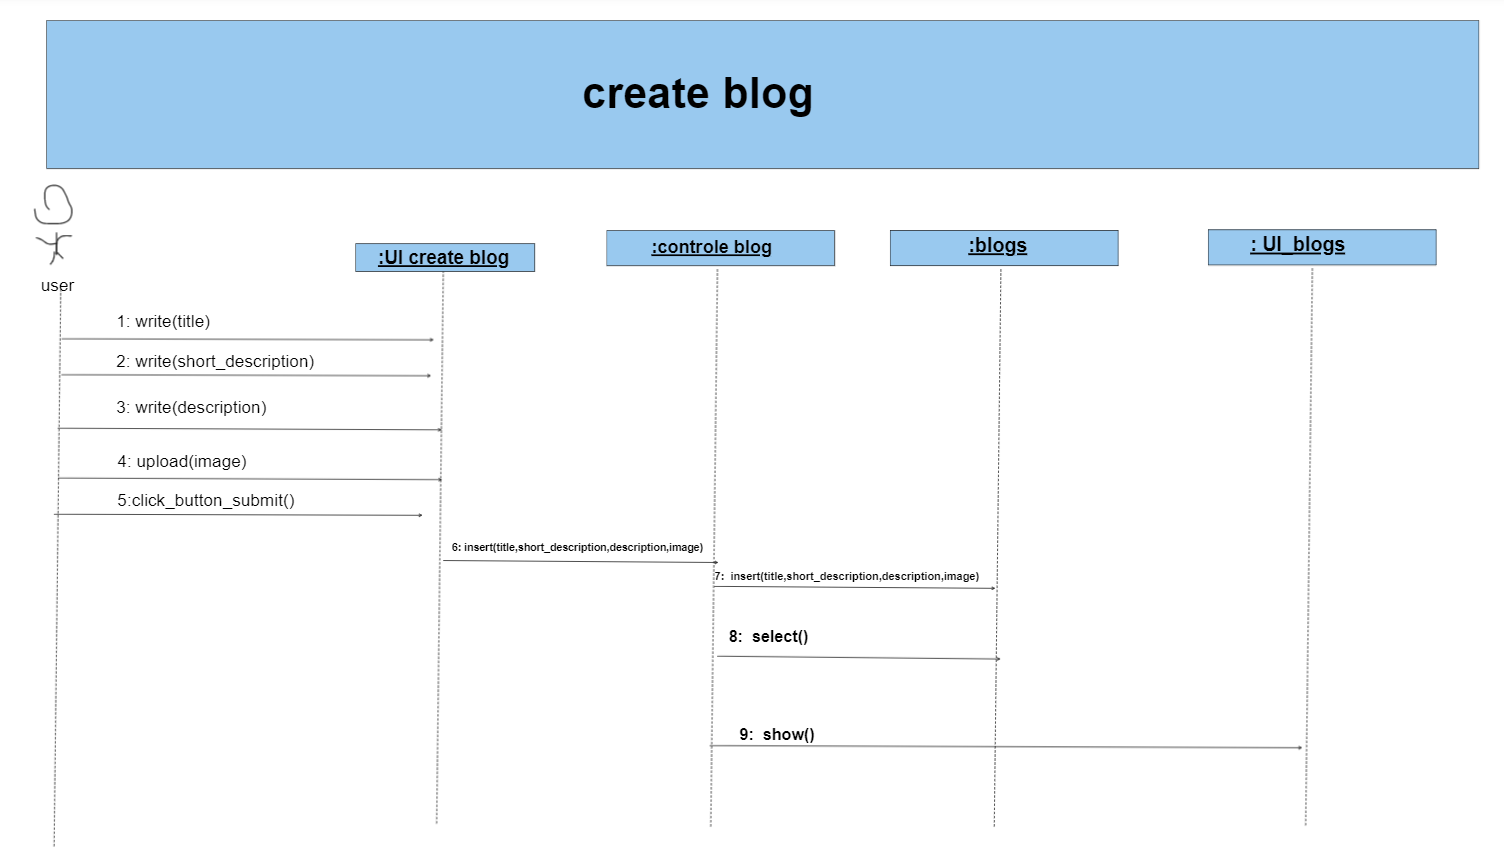 create blog
:UI create blog
:controle blog
:blogs
: UI_blogs
user
1: write(title)
2: write(short_description)
3: write(description)
4: upload(image)
5:click_button_submit()
6: insert(title,short_description,description,image)
7:  insert(title,short_description,description,image)
8:  select()
9:  show()